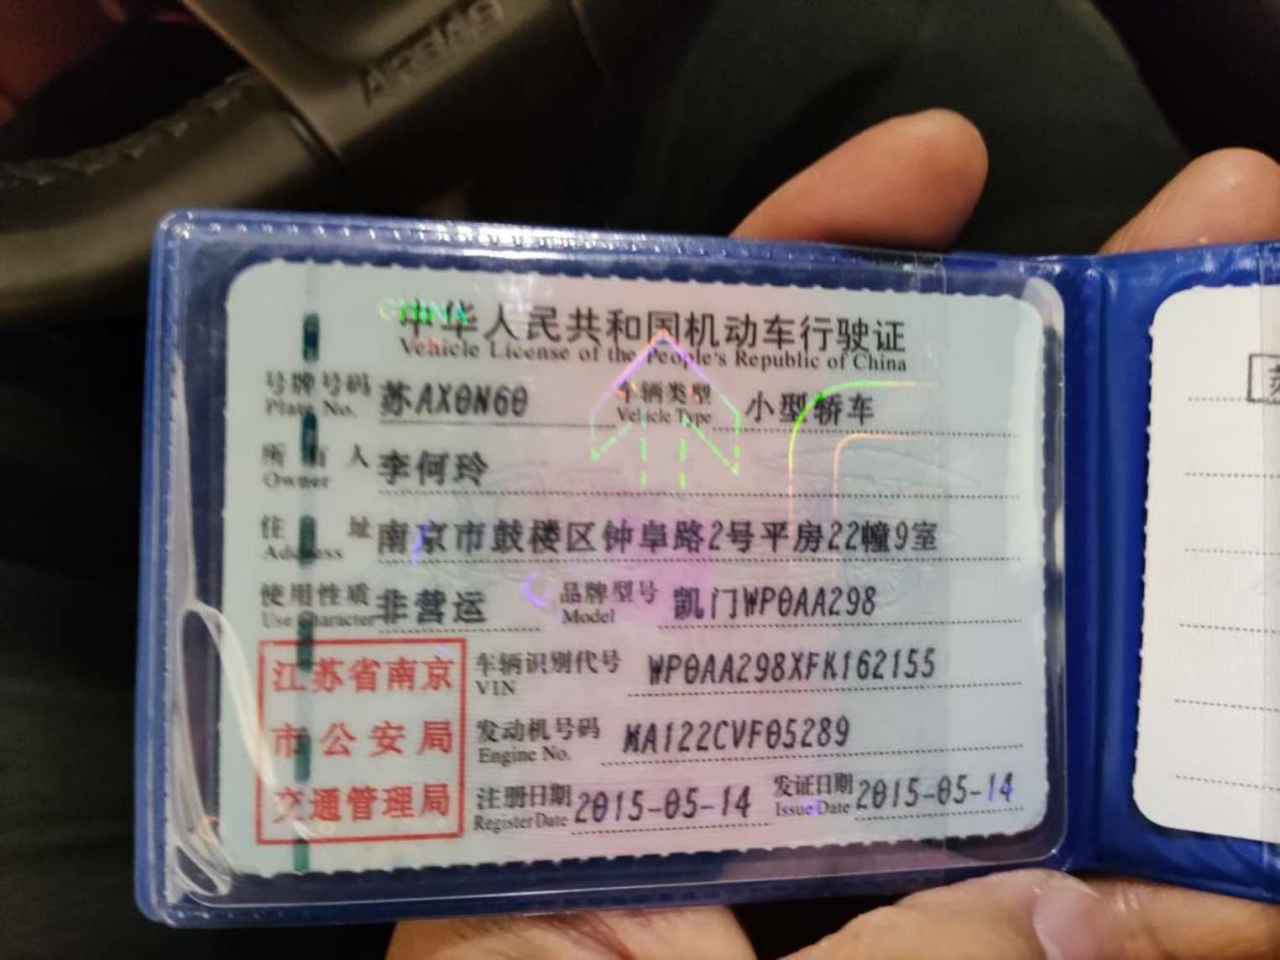 AIRBAG
CHINA
中华人民共和国机动车行驶证
Vehicle License of the People's Republic of China
号牌号码 苏AX0N60 车辆类型 小型轿车
Plate No. Vehicle Type
所有人 李何玲
Owner
住址 南京市鼓楼区钟阜路2号平房22幢9室
Address
使用性质 非营运 品牌型号 凯门WP0AA298
Use Character Model
江苏省南京
市公安局
交通管理局
车辆识别代号 WP0AA298XFK162155
VIN
发动机号码 MA122CVF05289
Engine No.
注册日期 2015-05-14 发证日期 2015-05-14
Register Date Issue Date